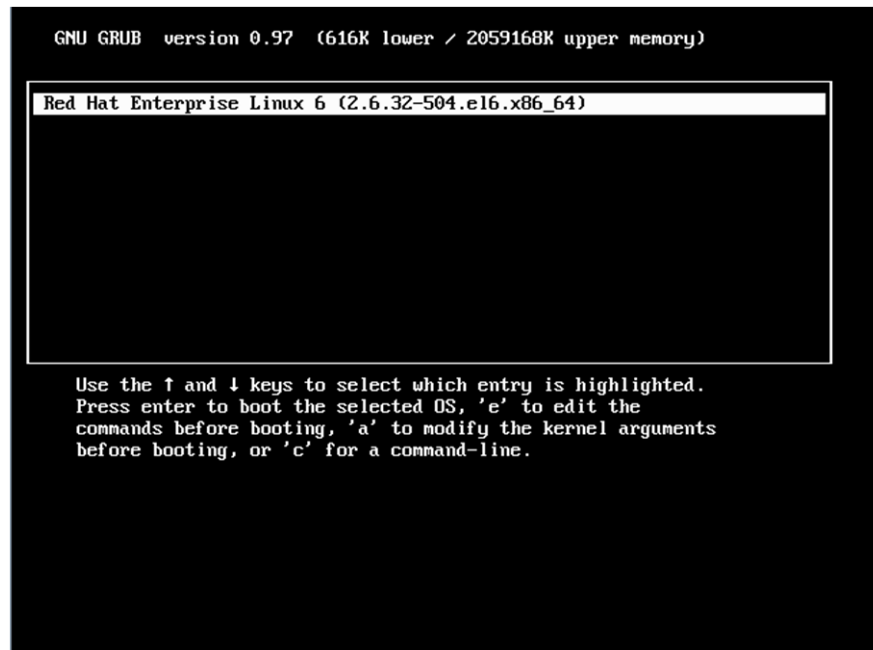 GNU GRUB  version 0.97  (616K lower / 2059168K upper memory)
Red Hat Enterprise Linux 6 (2.6.32-504.el6.x86_64)
Use the ↑ and ↓ keys to select which entry is highlighted.
Press enter to boot the selected OS, 'e' to edit the
commands before booting, 'a' to modify the kernel arguments
before booting, or 'c' for a command-line.